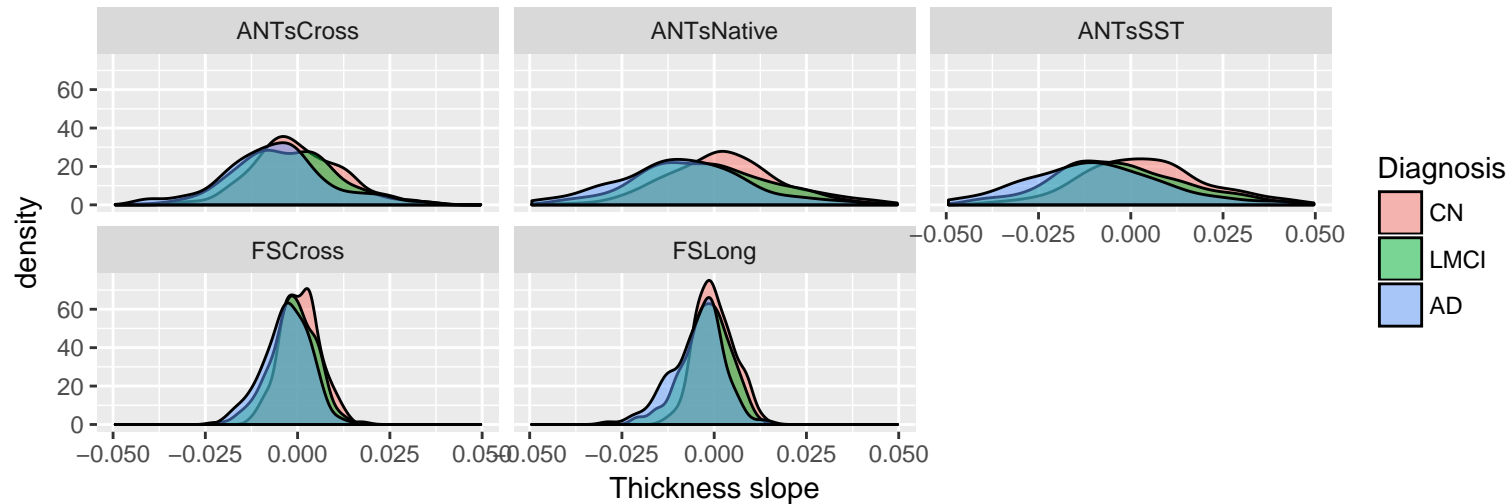 ANTsCross ANTsNative ANTsSST
60
40
20
0
−0.050 −0.025 0.000 0.025 0.050
density
FSCross FSLong
60
40
20
0
−0.050 −0.025 0.000 0.025 0.050 −0.050 −0.025 0.000 0.025 0.050
Thickness slope
Diagnosis
CN
LMCI
AD